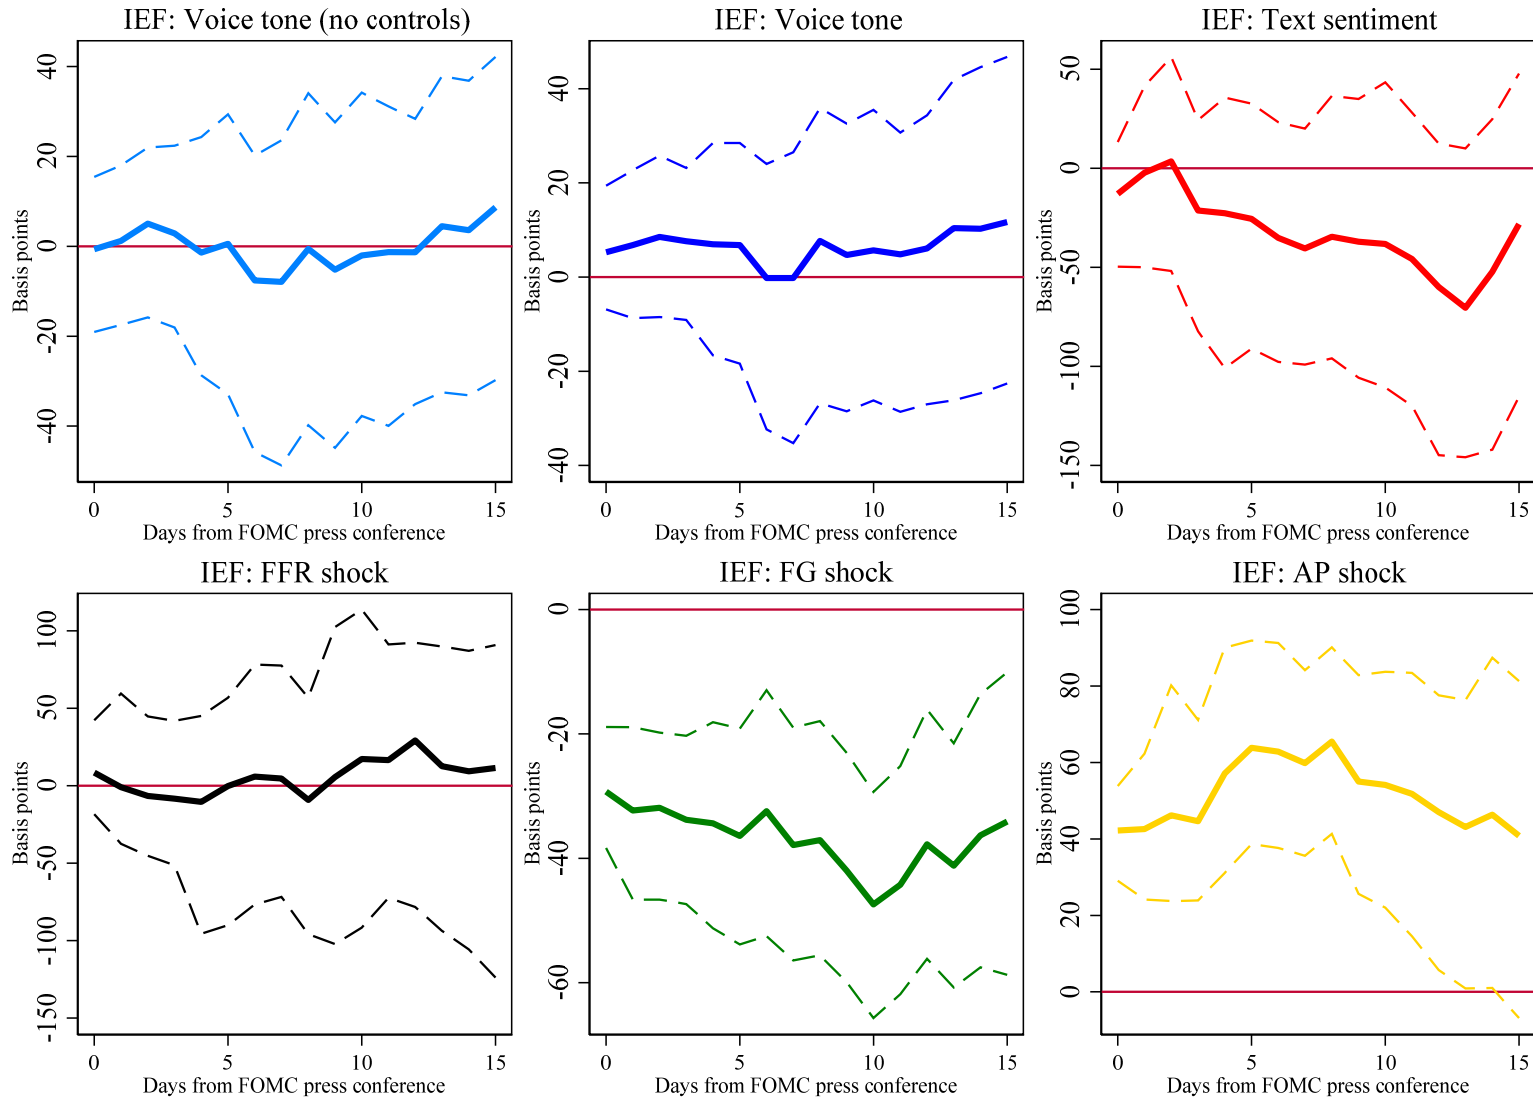 IEF: Voice tone (no controls)
Basis points
40
20
0
-20
-40
0 5 10 15
Days from FOMC press conference
IEF: Voice tone
Basis points
40
20
0
-20
-40
0 5 10 15
Days from FOMC press conference
IEF: Text sentiment
Basis points
50
0
-50
-100
-150
0 5 10 15
Days from FOMC press conference
IEF: FFR shock
Basis points
100
50
0
-50
-100
-150
0 5 10 15
Days from FOMC press conference
IEF: FG shock
Basis points
0
-20
-40
-60
0 5 10 15
Days from FOMC press conference
IEF: AP shock
Basis points
100
80
60
40
20
0
0 5 10 15
Days from FOMC press conference